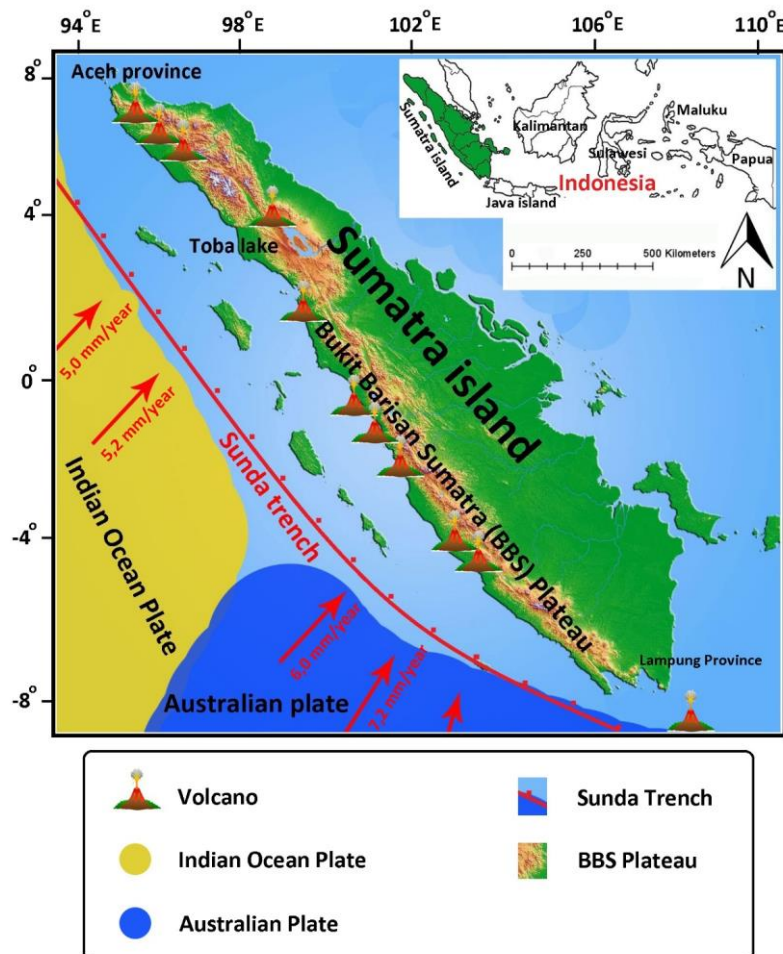 94°E 98°E 102°E 106°E 110°E
8°
4°
0°
-4°
-8°
Aceh province
Toba lake
Sumatra island
Bukit Barisan Sumatra (BBS) Plateau
Sunda trench
5,0 mm/year
5,2 mm/year
6,0 mm/year
7,2 mm/year
Indian Ocean Plate
Australian plate
Lampung Province
Sumatra island
Kalimantan
Sulawesi
Maluku
Papua
Indonesia
Java island
0 250 500 Kilometers
N
Volcano
Indian Ocean Plate
Australian Plate
Sunda Trench
BBS Plateau